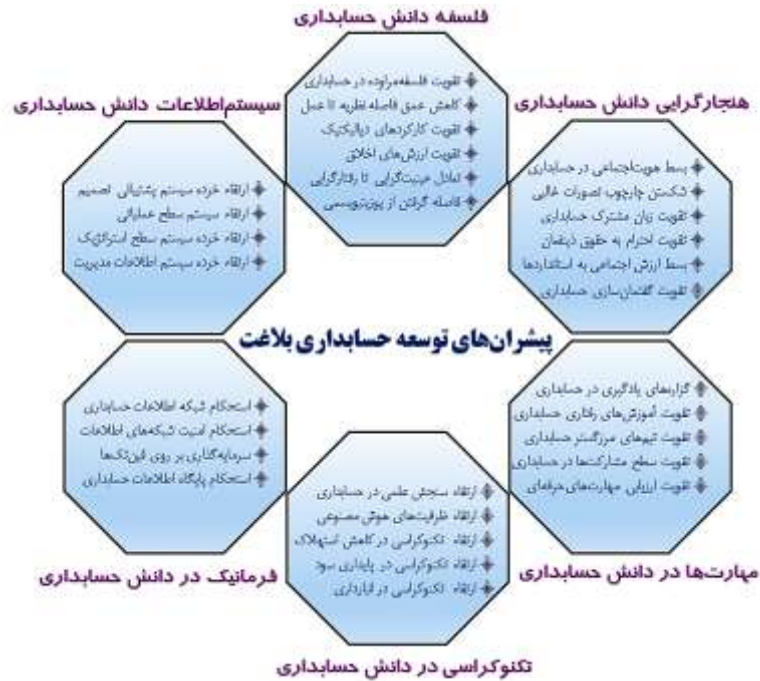 فلسفه دانش حسابداری
تقویت فلسفه‌مراوده در حسابداری
کاهش عمق فاصله نظریه تا عمل
تقویت کارکردهای دیالیکتیک
تقویت ارزش‌های اخلاق
تعادل عینیت‌گرایی تا رفتارگرایی
فاصله گرفتن از پوزیتیویسمی
هنجارگرایی دانش حسابداری
بسط هویت‌اجتماعی در حسابداری
شکستن چارچوب تصورات غالبی
تقویت زبان مشترک حسابداری
تقویت احترام به حقوق ذینفعان
بسط ارزش اجتماعی به استانداردها
تقویت گفتمان‌سازی حسابداری
سیستم‌اطلاعات دانش حسابداری
ارتقاء خرده سیستم پشتیبانی تصمیم
ارتقاء سیستم سطح عملیاتی
ارتقاء خرده سیستم سطح استراتژیک
ارتقاء خرده سیستم اطلاعات مدیریت
پیشران‌های توسعه حسابداری بلاغت
گزاره‌های یادگیری در حسابداری
تقویت آموزش‌های رفتاری حسابداری
تقویت تیم‌های مرزگستر حسابداری
تقویت سطح مشارکت‌ها در حسابداری
تقویت ارزیابی مهارت‌های حرفه‌ای
مهارت‌ها در دانش حسابداری
استحکام شبکه اطلاعات حسابداری
استحکام امنیت شبکه‌های اطلاعات
سرمایه‌گذاری بر روی فین‌تک‌ها
استحکام پایگاه اطلاعات حسابداری
فرماتیک در دانش حسابداری
ارتقاء سنجش علمی در حسابداری
ارتقاء ظرفیت‌های هوش مصنوعی
ارتقاء تکنوکراسی در کاهش استهلاک
ارتقاء تکنوکراسی در پایداری سود
ارتقاء تکنوکراسی در انبارداری
تکنوکراسی در دانش حسابداری